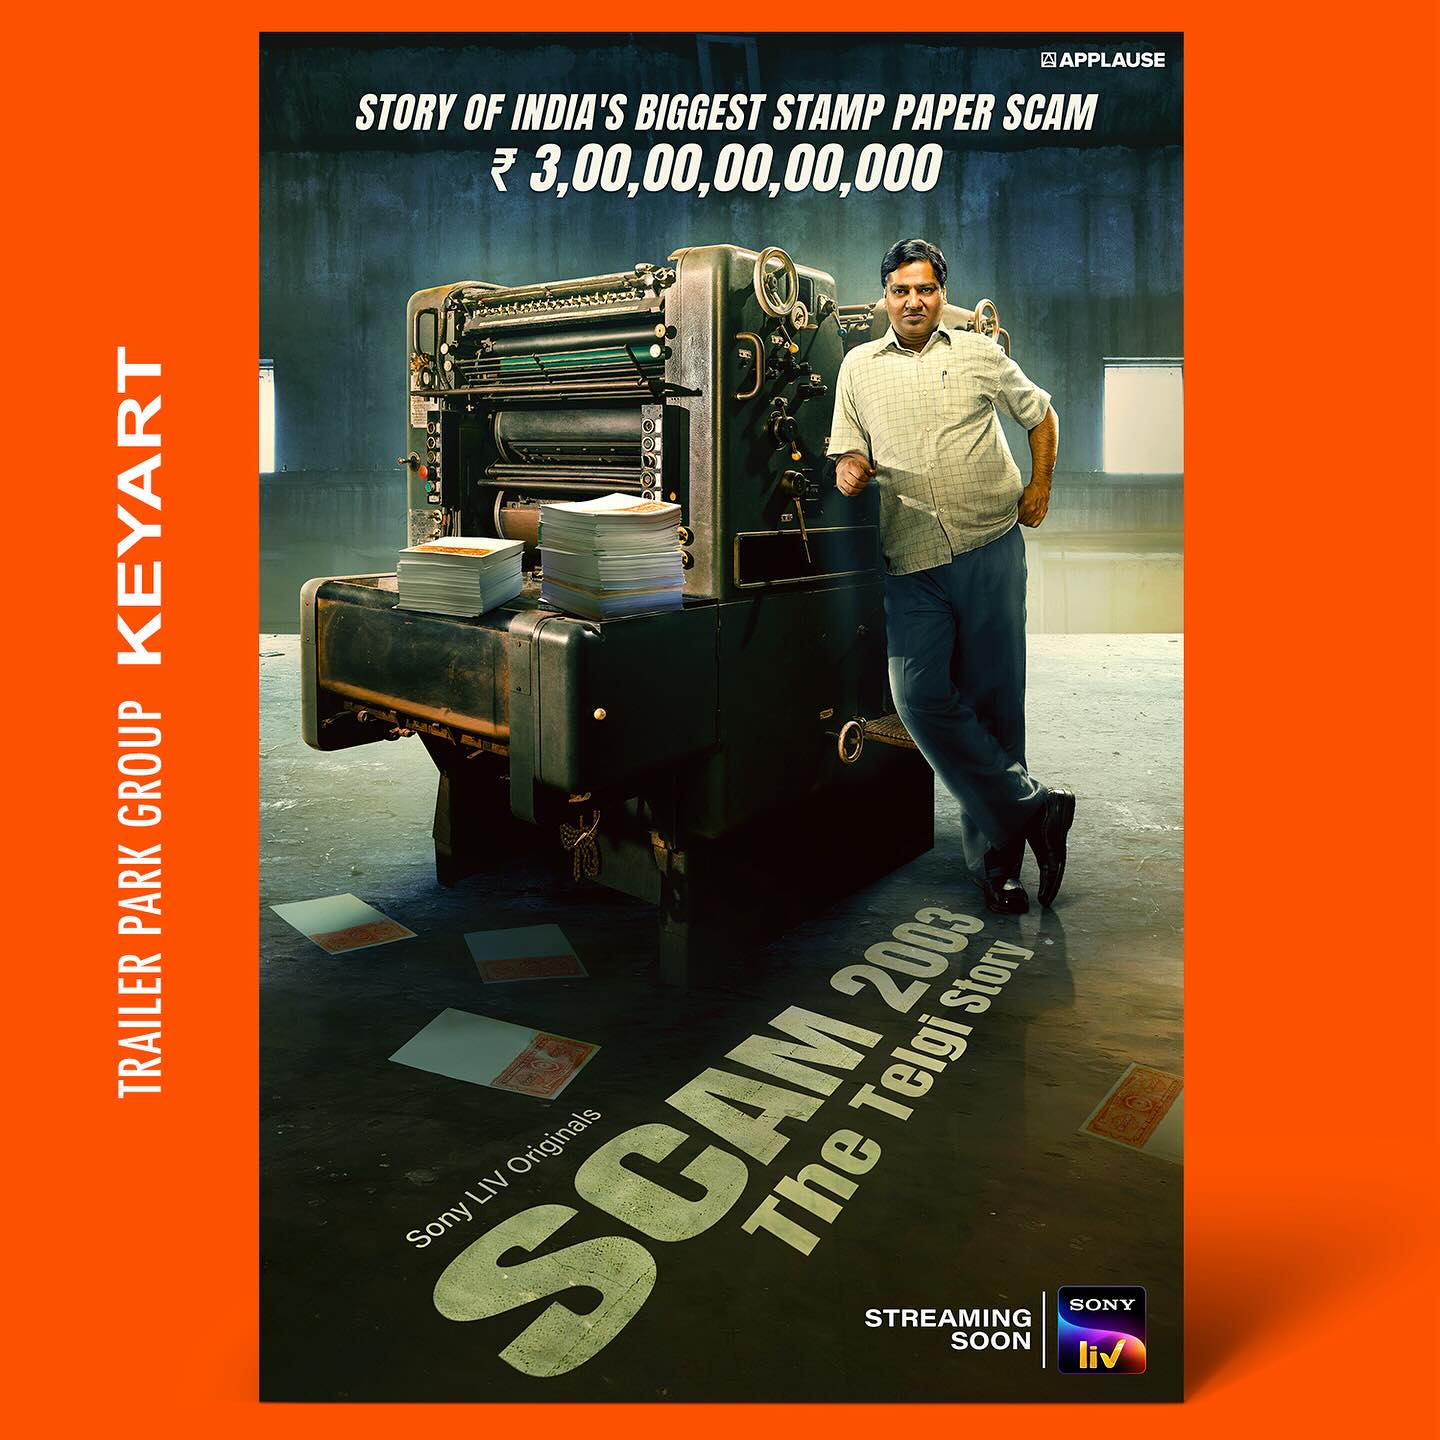 APPLAUSE
STORY OF INDIA'S BIGGEST STAMP PAPER SCAM
₹ 3,00,00,00,00,000
TRAILER PARK GROUP KEYART
Sony LIV Originals
SCAM 2003
The Telgi Story
STREAMING
SOON
SONY
liv